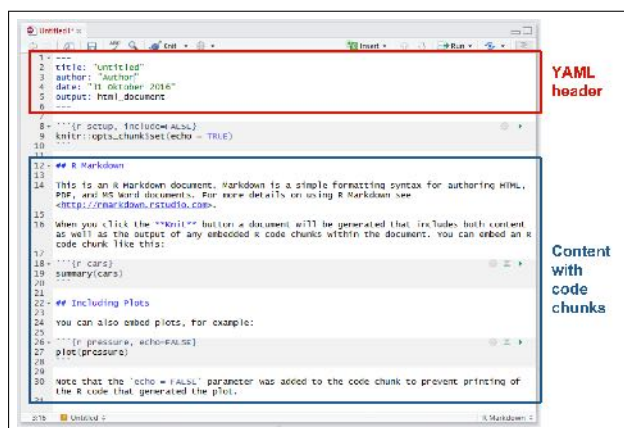 Untitled1* ×
Knit
Insert
Run
1 ---
2 title: "Untitled"
3 author: "Author"
4 date: "31 Oktober 2016"
5 output: html_document
6 ---
7
8 ```{r setup, include=FALSE}
9 knitr::opts_chunk$set(echo = TRUE)
10 ```
11
12 ## R Markdown
13
14 This is an R Markdown document. Markdown is a simple formatting syntax for authoring HTML,
PDF, and MS Word documents. For more details on using R Markdown see
<http://rmarkdown.rstudio.com>.
15
16 When you click the **Knit** button a document will be generated that includes both content
as well as the output of any embedded R code chunks within the document. You can embed an R
code chunk like this:
17
18 ```{r cars}
19 summary(cars)
20 ```
21
22 ## Including Plots
23
24 You can also embed plots, for example:
25
26 ```{r pressure, echo=FALSE}
27 plot(pressure)
28 ```
29
30 Note that the `echo = FALSE` parameter was added to the code chunk to prevent printing of
the R code that generated the plot.
31
3:16 Untitled
R Markdown
YAML
header
Content
with
code
chunks